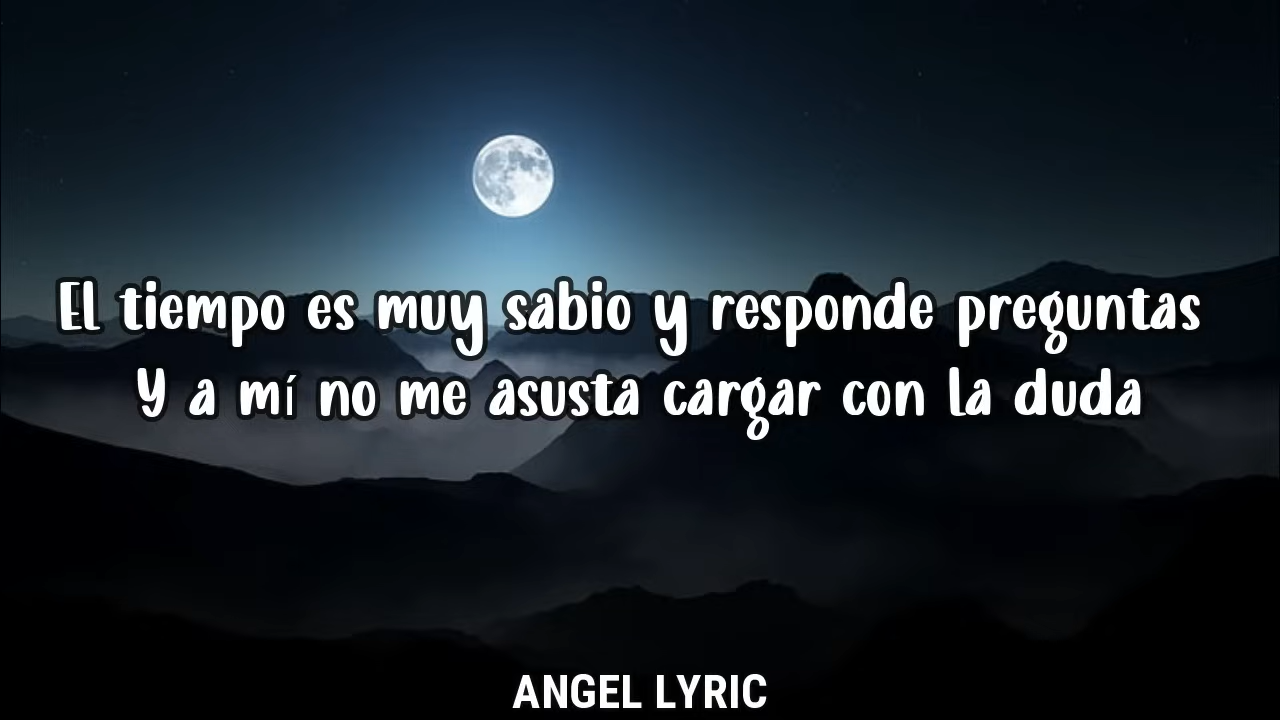 El tiempo es muy sabio y responde preguntas
Y a mí no me asusta cargar con la duda
ANGEL LYRIC